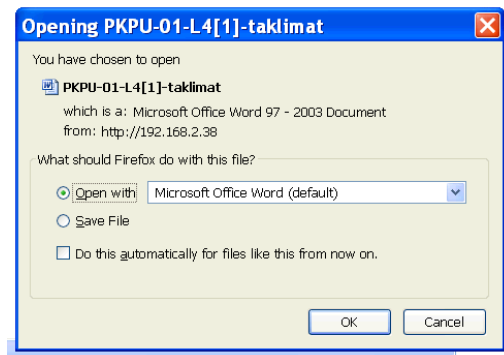 Opening PKPU-01-L4[1]-taklimat
You have chosen to open
PKPU-01-L4[1]-taklimat
which is a: Microsoft Office Word 97 - 2003 Document
from: http://192.168.2.38
What should Firefox do with this file?
Open with Microsoft Office Word (default)
Save File
Do this automatically for files like this from now on.
OK Cancel